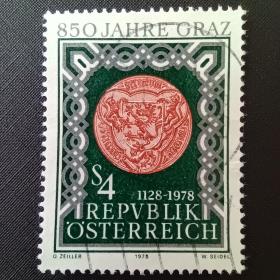 850 JAHRE GRAZ
S4
1128-1978
REPVBLIK
ÖSTERREICH
O. ZEILLER 1978 W. SEIDEL